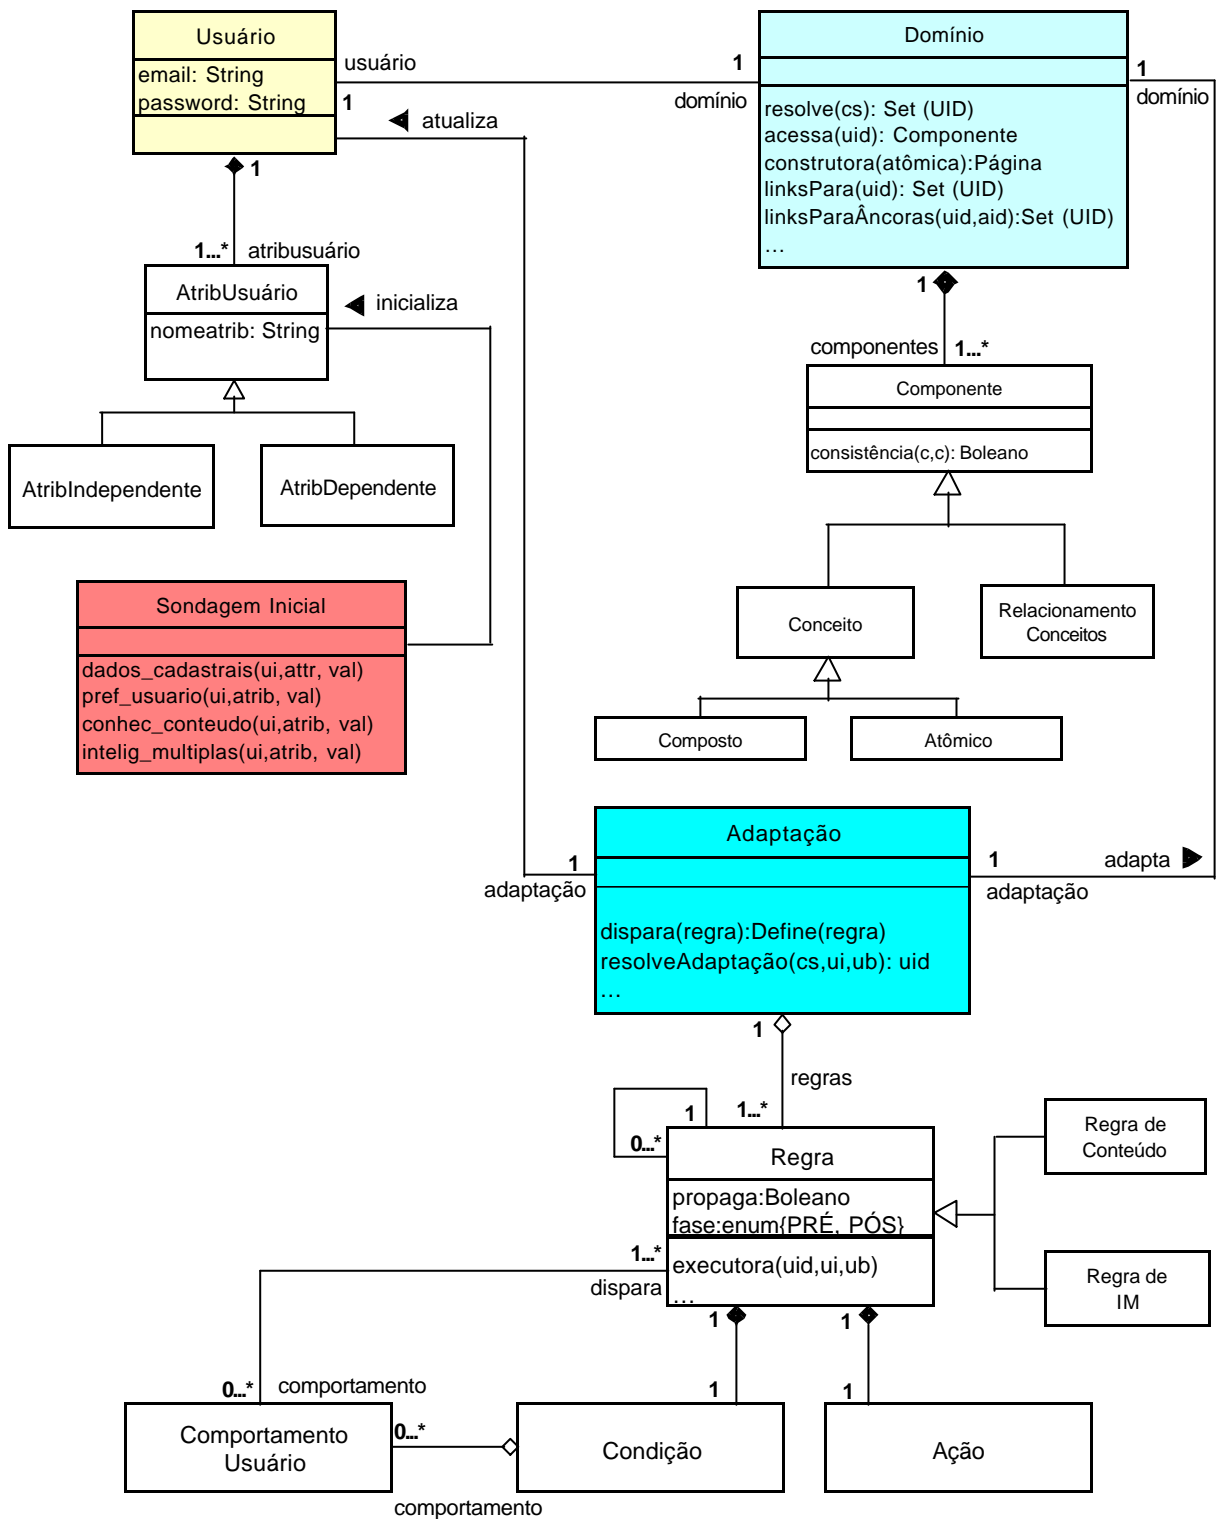 Usuário
email: String
password: String
usuário
1
1
domínio
atualiza
Domínio
resolve(cs): Set (UID)
acessa(uid): Componente
construtora(atômica):Página
linksPara(uid): Set (UID)
linksParaÂncoras(uid,aid):Set (UID)
...
1
domínio
1
1...*
atribusuário
AtribUsuário
nomeatrib: String
inicializa
AtribIndependente
AtribDependente
1
componentes
1...*
Componente
consistência(c,c): Boleano
Conceito
Relacionamento
Conceitos
Composto
Atômico
Sondagem Inicial
dados_cadastrais(ui,attr, val)
pref_usuario(ui,atrib, val)
conhec_conteudo(ui,atrib, val)
intelig_multiplas(ui,atrib, val)
Adaptação
dispara(regra):Define(regra)
resolveAdaptação(cs,ui,ub): uid
...
1
adaptação
1
adaptação
adapta
1
regras
1...*
1
0...*
Regra
propaga:Boleano
fase:enum{PRÉ, PÓS}
executora(uid,ui,ub)
...
Regra de
Conteúdo
Regra de
IM
1...*
dispara
1
1
0...*
comportamento
1
1
Comportamento
Usuário
0...*
comportamento
Condição
Ação